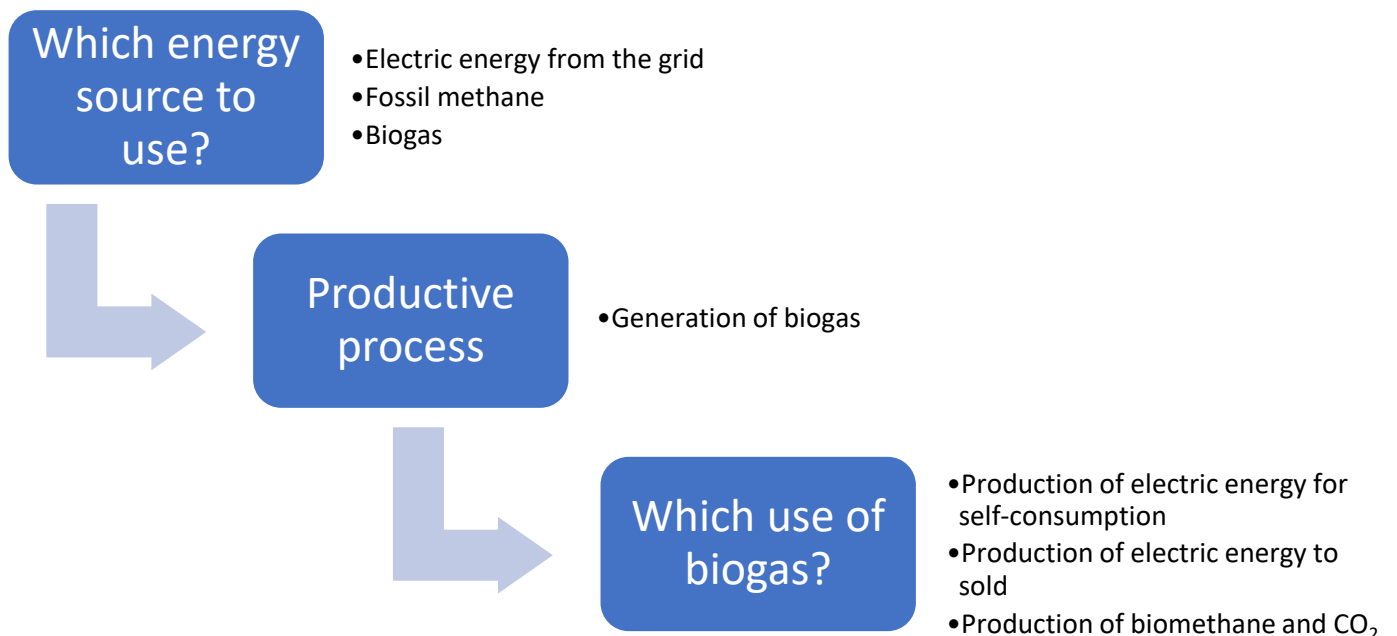 Which energy
source to
use?
•Electric energy from the grid
•Fossil methane
•Biogas
Productive
process
•Generation of biogas
Which use of
biogas?
•Production of electric energy for
self-consumption
•Production of electric energy to
sold
•Production of biomethane and CO₂